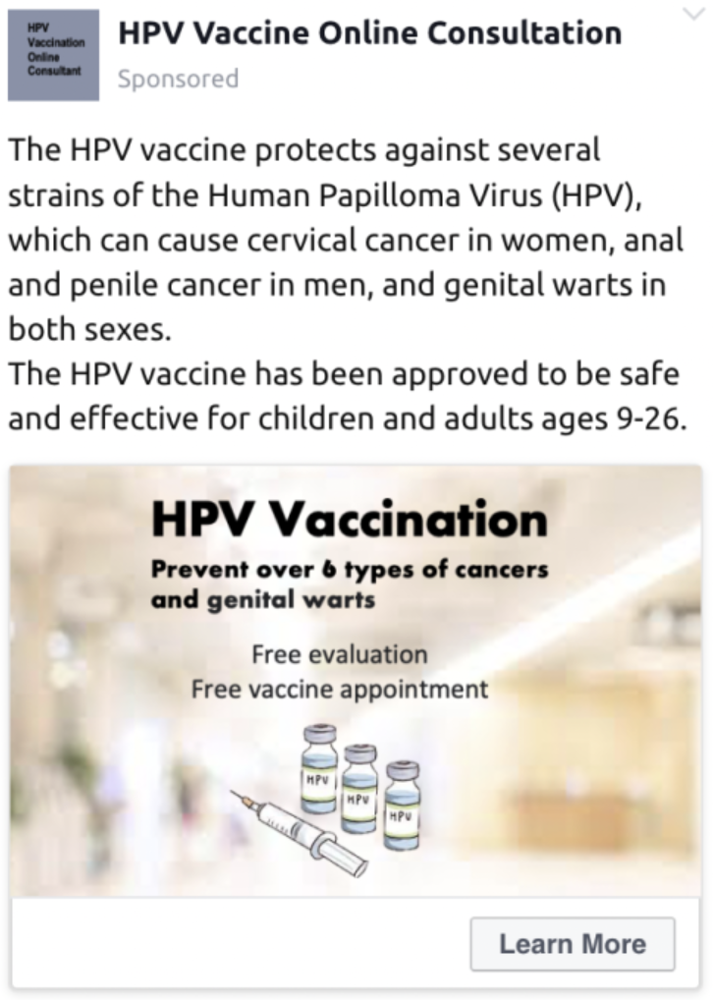 HPV
Vaccination
Online
Consultant
HPV Vaccine Online Consultation
Sponsored
The HPV vaccine protects against several
strains of the Human Papilloma Virus (HPV),
which can cause cervical cancer in women, anal
and penile cancer in men, and genital warts in
both sexes.
The HPV vaccine has been approved to be safe
and effective for children and adults ages 9-26.
HPV Vaccination
Prevent over 6 types of cancers
and genital warts
Free evaluation
Free vaccine appointment
HPV
HPV
HPV
Learn More